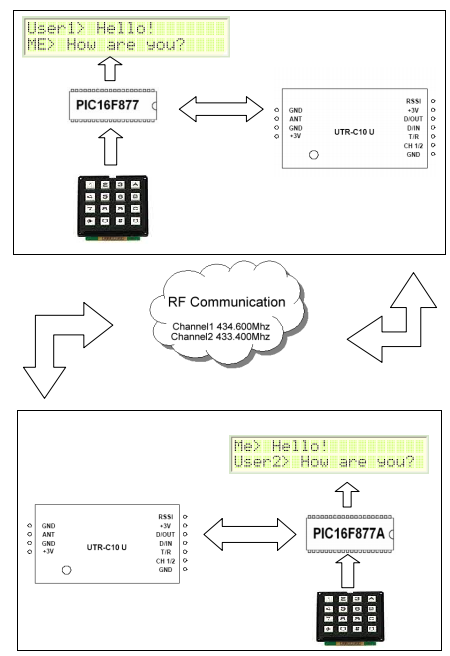 User1> Hello!
ME> How are you?
PIC16F877
GND
ANT
GND
+3V
UTR-C10 U
RSSI
+3V
D/OUT
D/IN
T/R
CH 1/2
GND
RF Communication
Channel1 434.600Mhz
Channel2 433.400Mhz
Me> Hello!
User2> How are you?
GND
ANT
GND
+3V
UTR-C10 U
RSSI
+3V
D/OUT
D/IN
T/R
CH 1/2
GND
PIC16F877A